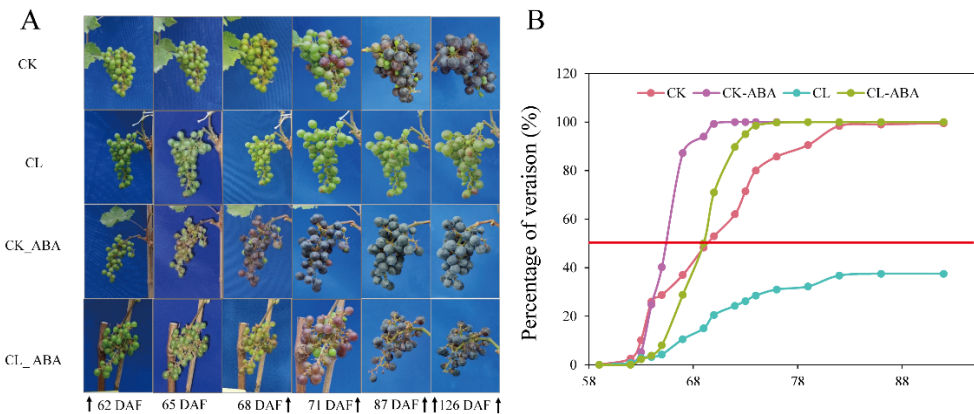 A
CK
CL
CK_ABA
CL_ABA
62 DAF 65 DAF 68 DAF 71 DAF 87 DAF 126 DAF
B
Percentage of veraison (%)
120
100
80
60
40
20
0
CK CK-ABA CL CL-ABA
58 68 78 88